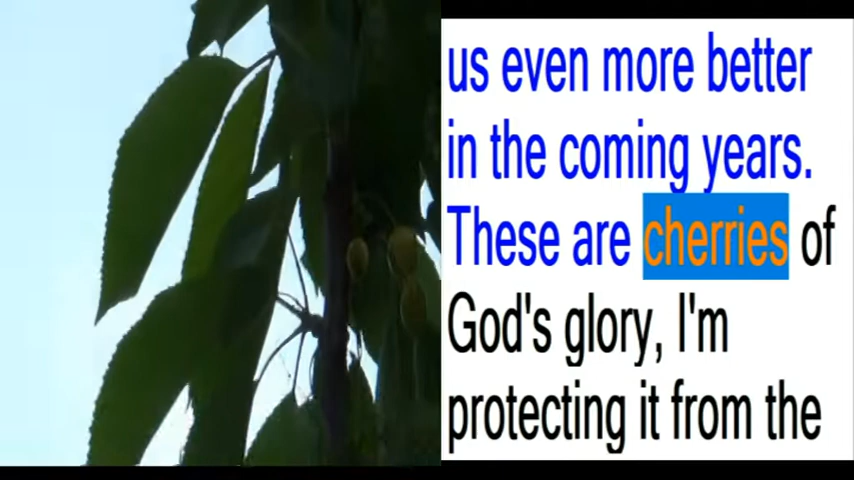 us even more better
in the coming years.
These are cherries of
God's glory, I'm
protecting it from the